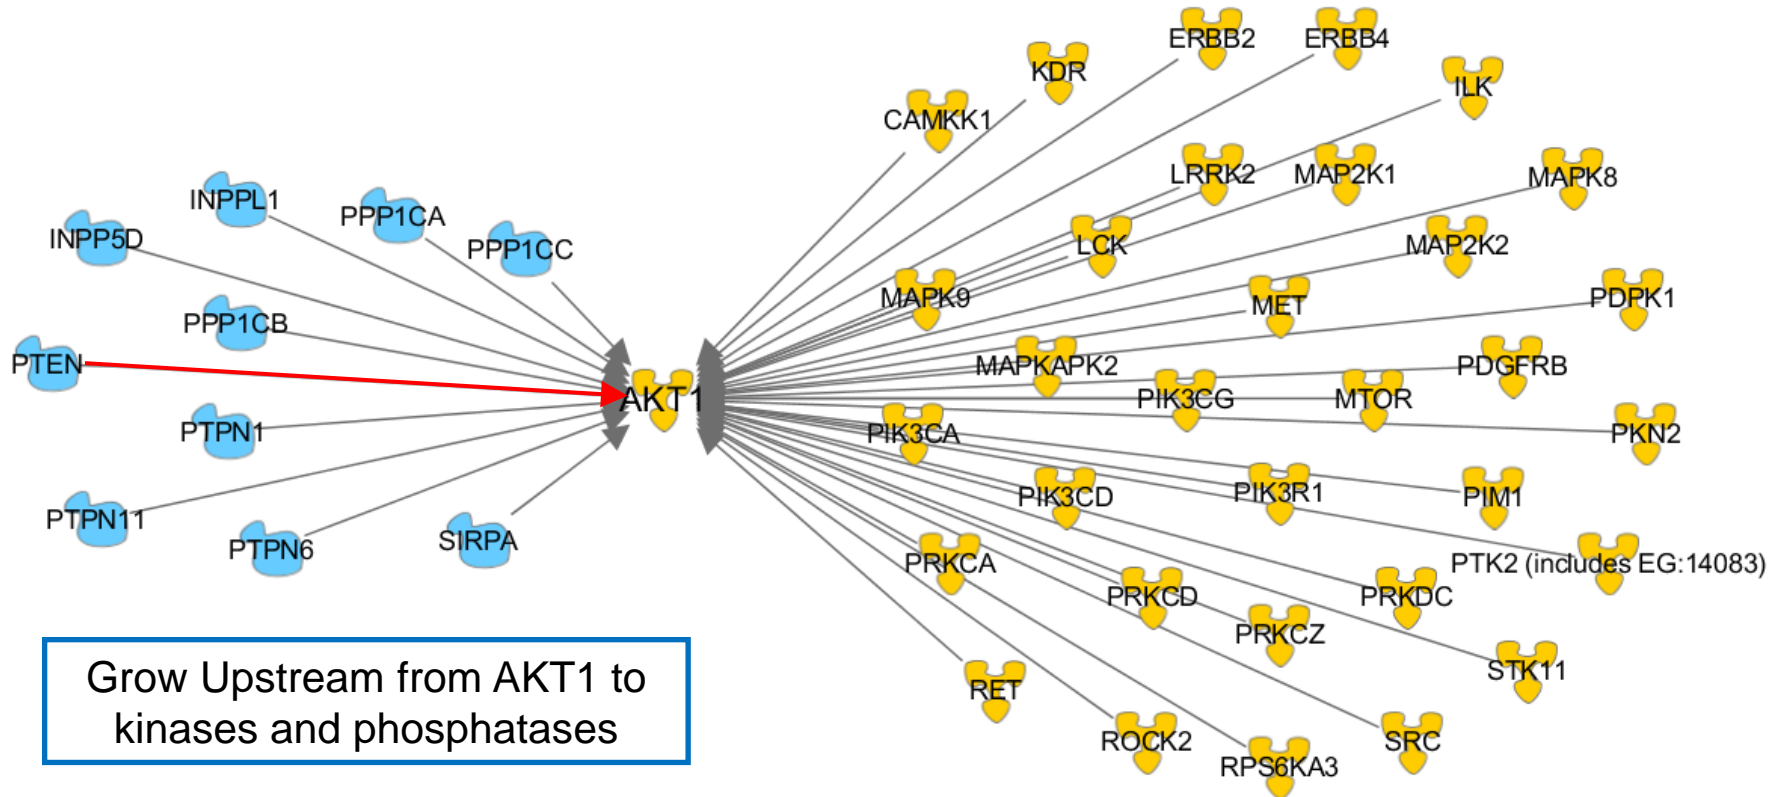 ERBB2
ERBB4
KDR
ILK
CAMKK1
LRRK2
MAP2K1
MAPK8
INPPL1
PPP1CA
INPP5D
PPP1CC
LCK
MAP2K2
MAPK9
MET
PDPK1
PPP1CB
PTEN
MAPKAPK2
PDGFRB
AKT1
PIK3CG
MTOR
PTPN1
PIK3CA
PKN2
PIK3CD
PIK3R1
PIM1
PTPN11
PTPN6
SIRPA
PRKCA
PTK2 (includes EG:14083)
PRKCD
PRKDC
PRKCZ
STK11
RET
ROCK2
SRC
RPS6KA3
Grow Upstream from AKT1 to
kinases and phosphatases